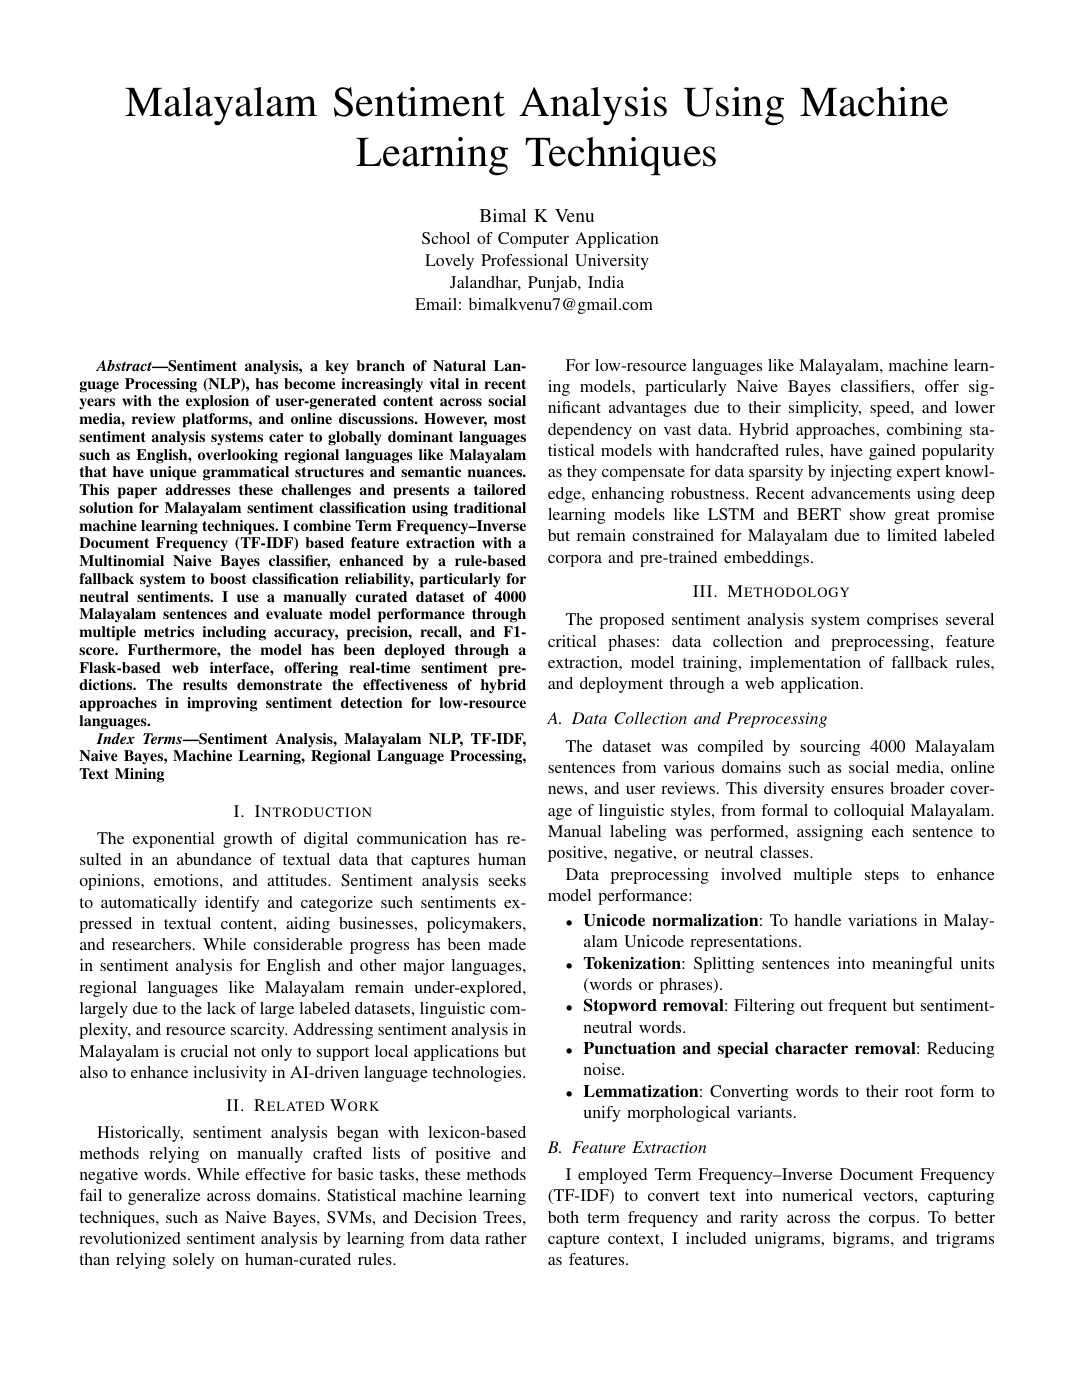 Malayalam Sentiment Analysis Using Machine
Learning Techniques
Bimal K Venu
School of Computer Application
Lovely Professional University
Jalandhar, Punjab, India
Email: bimalkvenu7@gmail.com
Abstract—Sentiment analysis, a key branch of Natural Lan-
guage Processing (NLP), has become increasingly vital in recent
years with the explosion of user-generated content across social
media, review platforms, and online discussions. However, most
sentiment analysis systems cater to globally dominant languages
such as English, overlooking regional languages like Malayalam
that have unique grammatical structures and semantic nuances.
This paper addresses these challenges and presents a tailored
solution for Malayalam sentiment classification using traditional
machine learning techniques. I combine Term Frequency–Inverse
Document Frequency (TF-IDF) based feature extraction with a
Multinomial Naive Bayes classifier, enhanced by a rule-based
fallback system to boost classification reliability, particularly for
neutral sentiments. I use a manually curated dataset of 4000
Malayalam sentences and evaluate model performance through
multiple metrics including accuracy, precision, recall, and F1-
score. Furthermore, the model has been deployed through a
Flask-based web interface, offering real-time sentiment pre-
dictions. The results demonstrate the effectiveness of hybrid
approaches in improving sentiment detection for low-resource
languages.
Index Terms—Sentiment Analysis, Malayalam NLP, TF-IDF,
Naive Bayes, Machine Learning, Regional Language Processing,
Text Mining
I. INTRODUCTION
The exponential growth of digital communication has re-
sulted in an abundance of textual data that captures human
opinions, emotions, and attitudes. Sentiment analysis seeks
to automatically identify and categorize such sentiments ex-
pressed in textual content, aiding businesses, policymakers,
and researchers. While considerable progress has been made
in sentiment analysis for English and other major languages,
regional languages like Malayalam remain under-explored,
largely due to the lack of large labeled datasets, linguistic com-
plexity, and resource scarcity. Addressing sentiment analysis in
Malayalam is crucial not only to support local applications but
also to enhance inclusivity in AI-driven language technologies.
II. RELATED WORK
Historically, sentiment analysis began with lexicon-based
methods relying on manually crafted lists of positive and
negative words. While effective for basic tasks, these methods
fail to generalize across domains. Statistical machine learning
techniques, such as Naive Bayes, SVMs, and Decision Trees,
revolutionized sentiment analysis by learning from data rather
than relying solely on human-curated rules.
For low-resource languages like Malayalam, machine learn-
ing models, particularly Naive Bayes classifiers, offer sig-
nificant advantages due to their simplicity, speed, and lower
dependency on vast data. Hybrid approaches, combining sta-
tistical models with handcrafted rules, have gained popularity
as they compensate for data sparsity by injecting expert knowl-
edge, enhancing robustness. Recent advancements using deep
learning models like LSTM and BERT show great promise
but remain constrained for Malayalam due to limited labeled
corpora and pre-trained embeddings.
III. METHODOLOGY
The proposed sentiment analysis system comprises several
critical phases: data collection and preprocessing, feature
extraction, model training, implementation of fallback rules,
and deployment through a web application.
A. Data Collection and Preprocessing
The dataset was compiled by sourcing 4000 Malayalam
sentences from various domains such as social media, online
news, and user reviews. This diversity ensures broader cover-
age of linguistic styles, from formal to colloquial Malayalam.
Manual labeling was performed, assigning each sentence to
positive, negative, or neutral classes.
Data preprocessing involved multiple steps to enhance
model performance:
• Unicode normalization: To handle variations in Malay-
alam Unicode representations.
• Tokenization: Splitting sentences into meaningful units
(words or phrases).
• Stopword removal: Filtering out frequent but sentiment-
neutral words.
• Punctuation and special character removal: Reducing
noise.
• Lemmatization: Converting words to their root form to
unify morphological variants.
B. Feature Extraction
I employed Term Frequency–Inverse Document Frequency
(TF-IDF) to convert text into numerical vectors, capturing
both term frequency and rarity across the corpus. To better
capture context, I included unigrams, bigrams, and trigrams
as features.